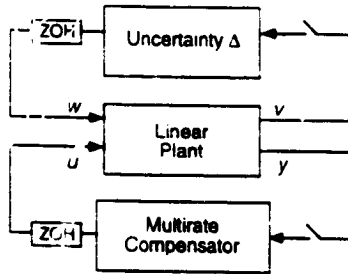 ZOH
Uncertainty Δ
w
v
Linear
Plant
u
y
ZOH
Multirate
Compensator